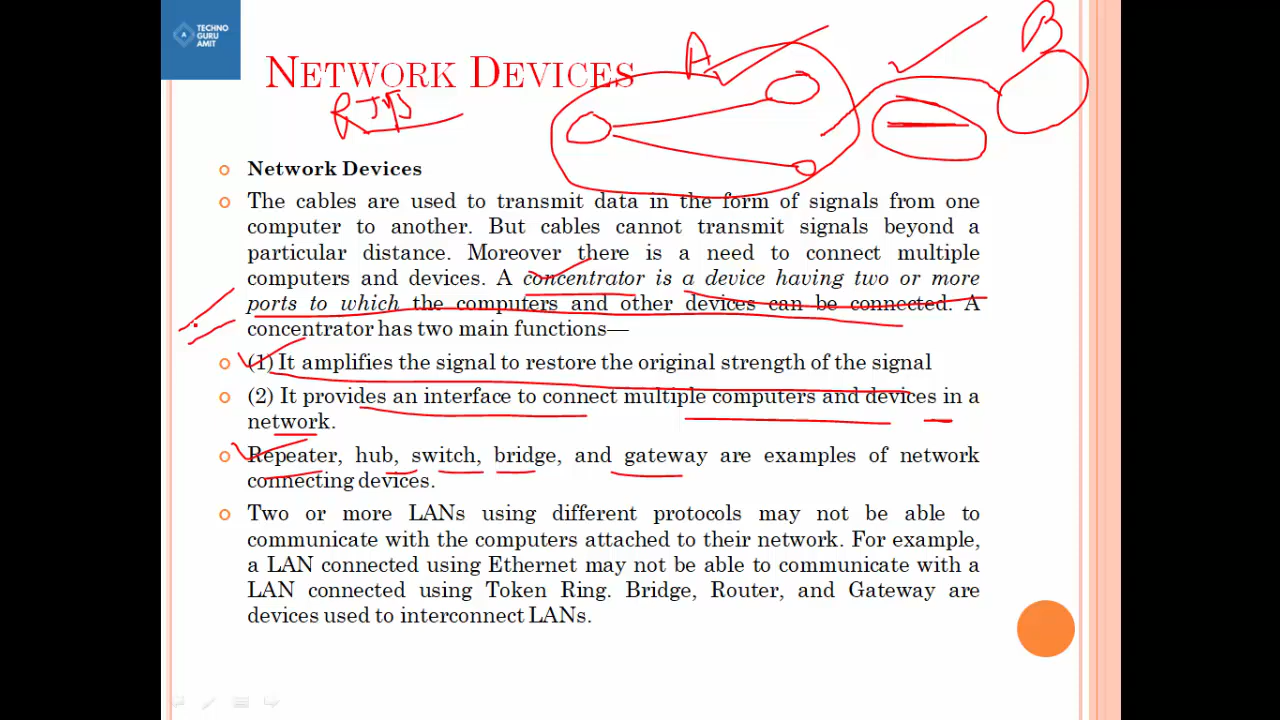 TECHNO
GURU
AMIT
NETWORK DEVICES
A
B
Network Devices
The cables are used to transmit data in the form of signals from one
computer to another. But cables cannot transmit signals beyond a
particular distance. Moreover there is a need to connect multiple
computers and devices. A concentrator is a device having two or more
ports to which the computers and other devices can be connected. A
concentrator has two main functions—
(1) It amplifies the signal to restore the original strength of the signal
(2) It provides an interface to connect multiple computers and devices in a
network.
Repeater, hub, switch, bridge, and gateway are examples of network
connecting devices.
Two or more LANs using different protocols may not be able to
communicate with the computers attached to their network. For example,
a LAN connected using Ethernet may not be able to communicate with a
LAN connected using Token Ring. Bridge, Router, and Gateway are
devices used to interconnect LANs.